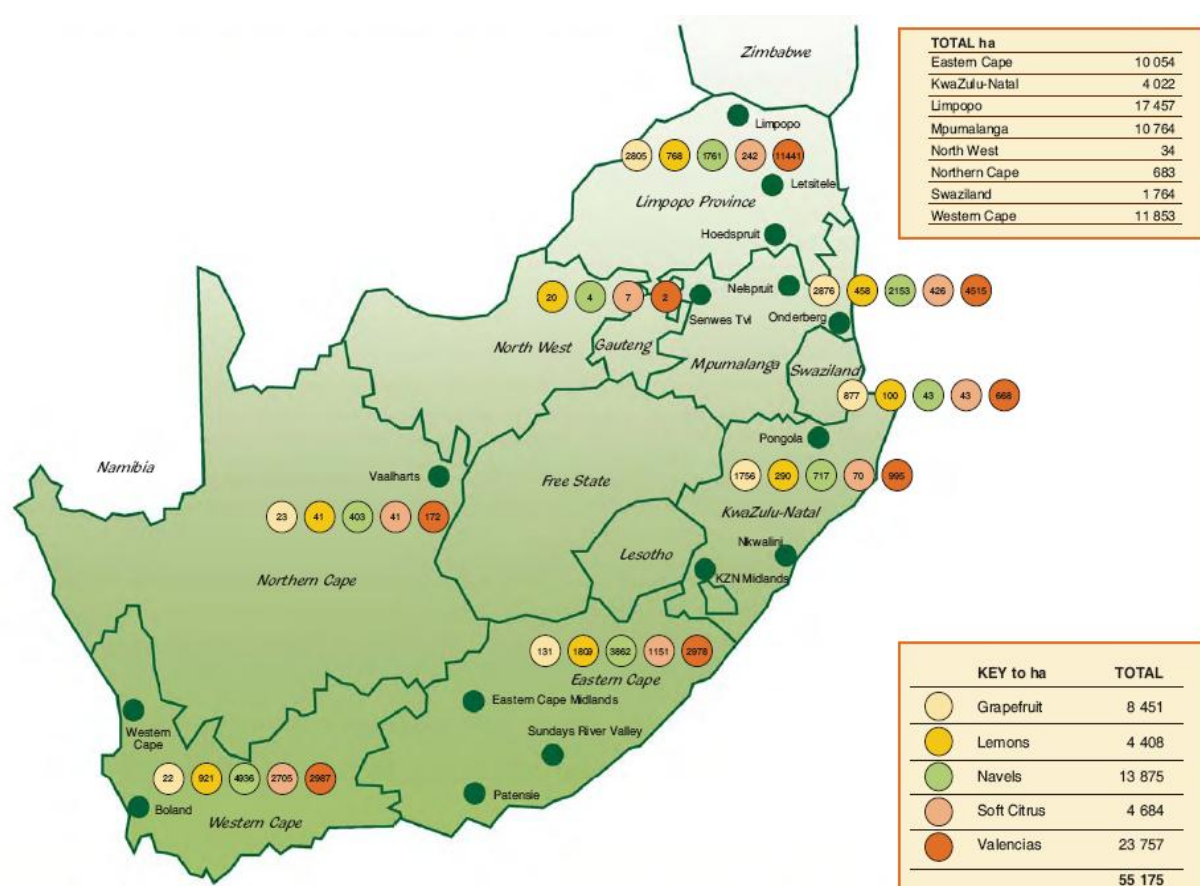 Zimbabwe
TOTAL ha
Eastern Cape 10 054
KwaZulu-Natal 4 022
Limpopo 17 457
Mpumalanga 10 764
North West 34
Northern Cape 683
Swaziland 1 764
Western Cape 11 853
Limpopo
2805 768 1761 242 11441
Letsitele
Limpopo Province
Hoedspruit
20 4 7 2
Nelspruit
2876 458 2153 426 4515
Senwes Tvl
Onderberg
North West
Gauteng
Mpumalanga
Swaziland
877 100 43 43 668
Pongola
Namibia
Vaalharts
Free State
1756 290 717 70 995
23 41 403 41 172
KwaZulu-Natal
Nkwalini
Lesotho
KZN Midlands
Northern Cape
131 1809 3862 1151 2978
Eastern Cape
Eastern Cape Midlands
Western
Cape
Sundays River Valley
22 921 4936 2705 2987
Patensie
Boland
Western Cape
KEY to ha TOTAL
Grapefruit 8 451
Lemons 4 408
Navels 13 875
Soft Citrus 4 684
Valencias 23 757
55 175